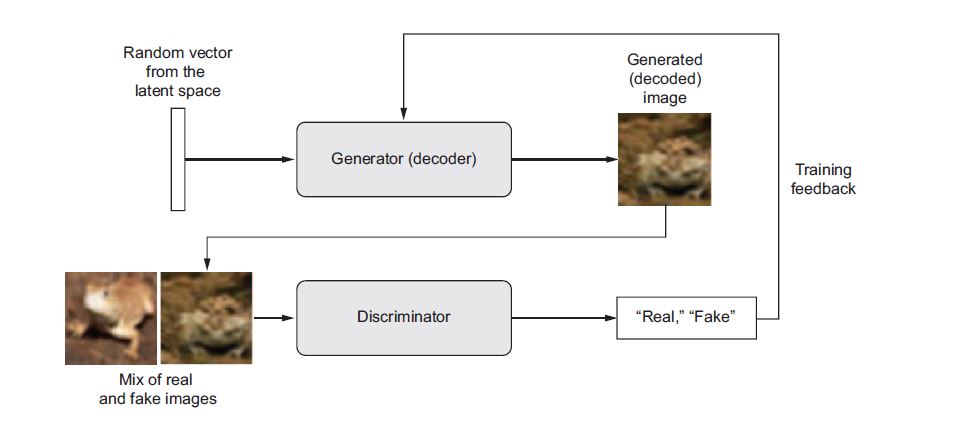 Random vector
from the
latent space
Generator (decoder)
Generated
(decoded)
image
Training
feedback
Discriminator
“Real,” “Fake”
Mix of real
and fake images